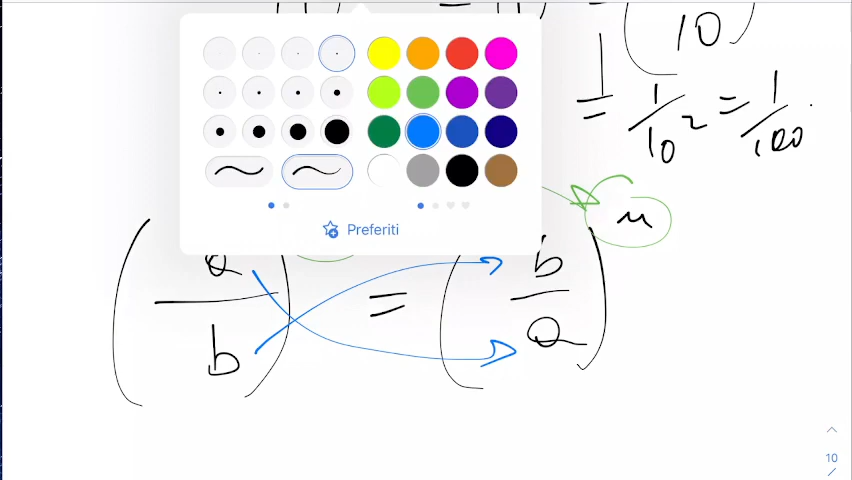 10
= 1/10² = 1/100
Preferiti
n
(a/b) = (b/a)
10